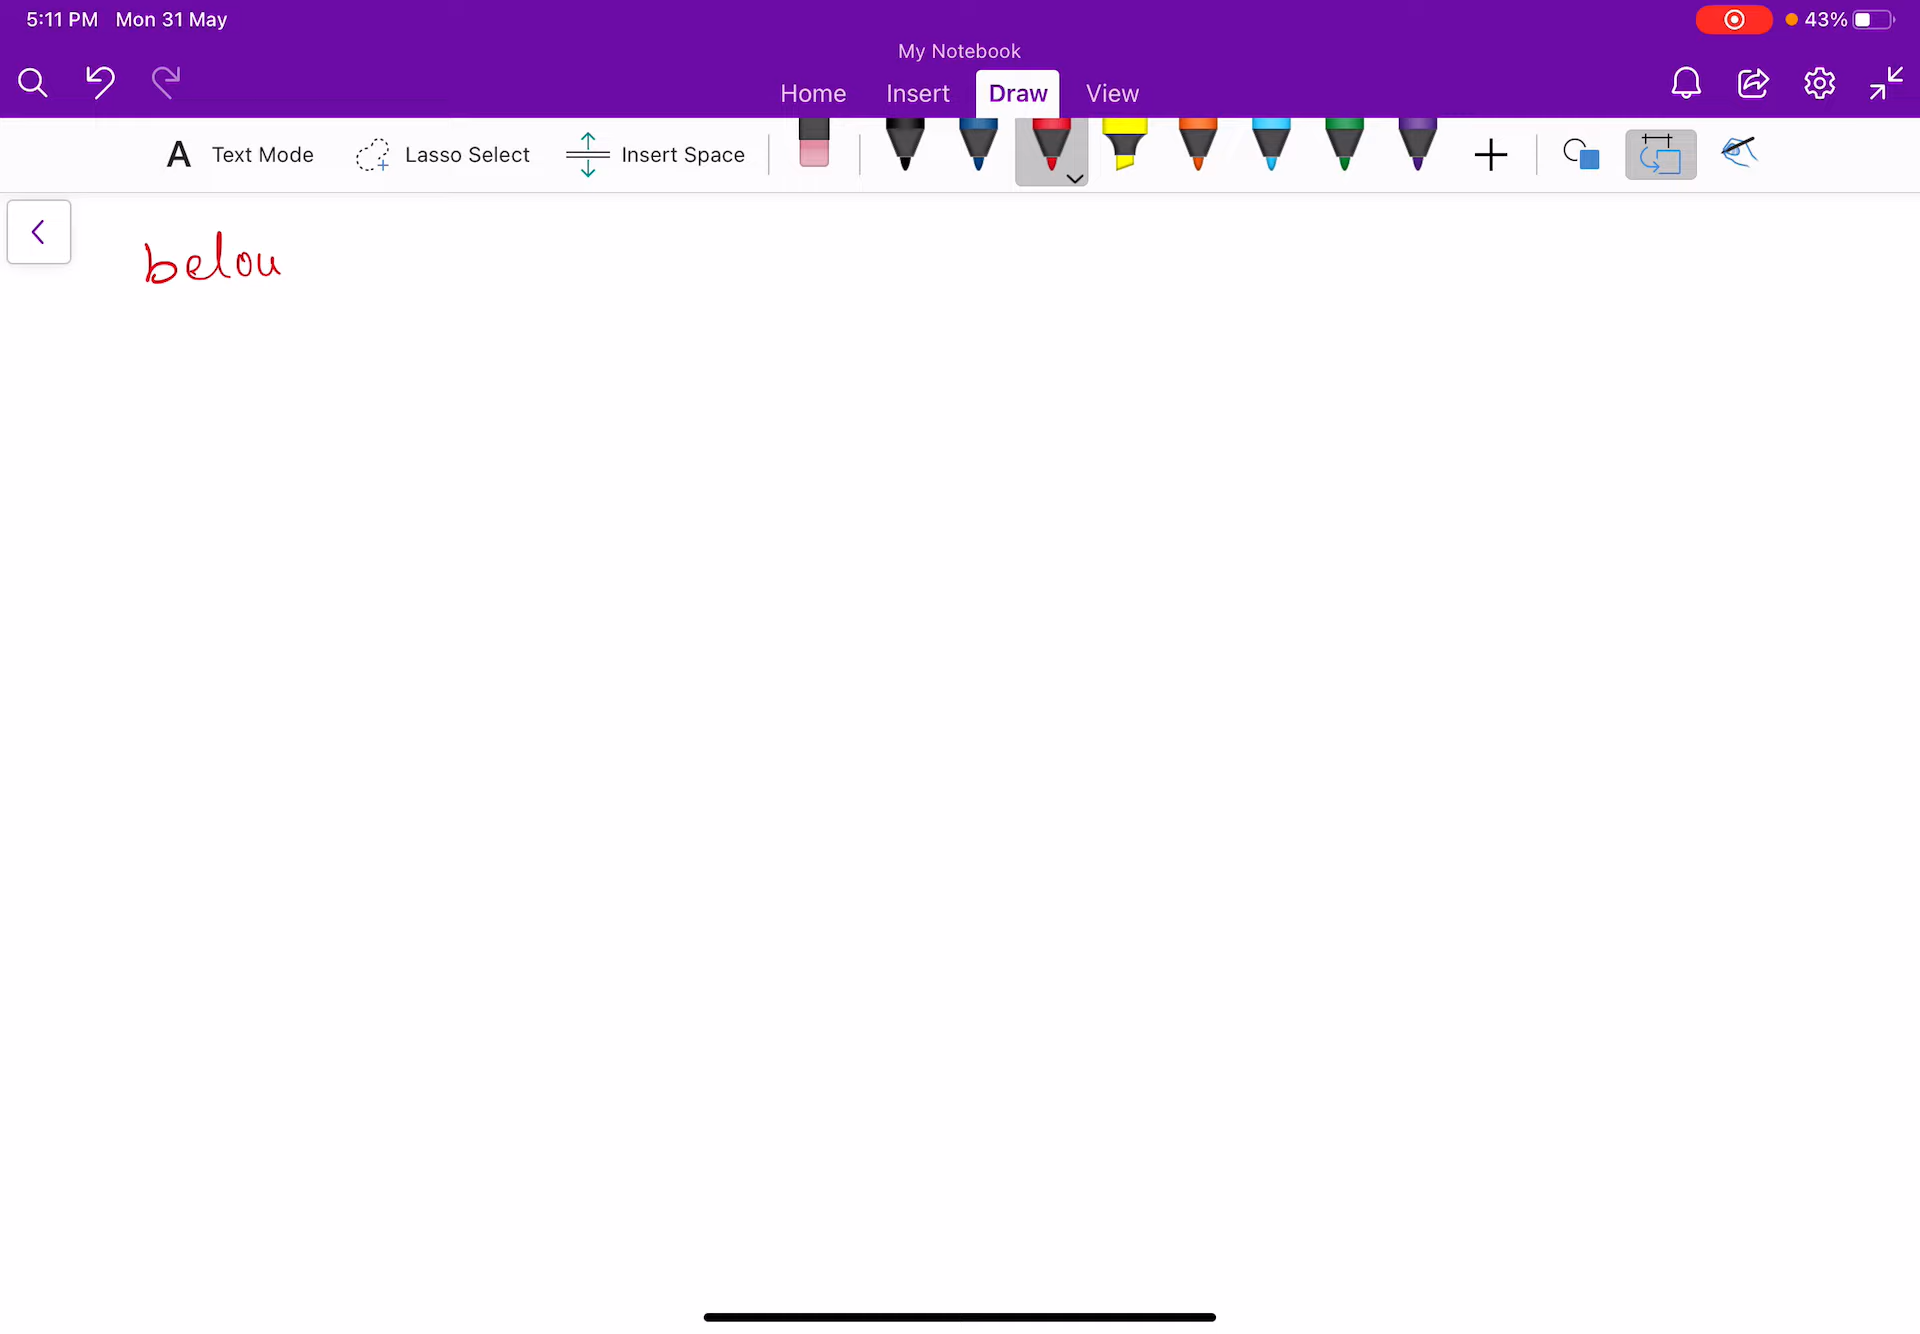 5:11 PM Mon 31 May
43%
My Notebook
Home Insert Draw View
A Text Mode Lasso Select Insert Space
belou